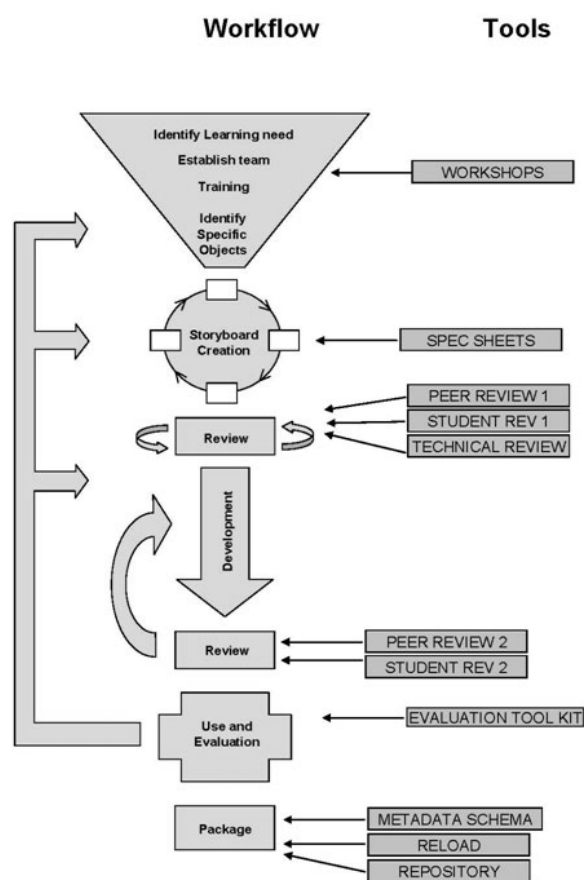 Workflow Tools
Identify Learning need
Establish team
Training
Identify
Specific
Objects
WORKSHOPS
Storyboard
Creation
SPEC SHEETS
Review
PEER REVIEW 1
STUDENT REV 1
TECHNICAL REVIEW
Development
Review
PEER REVIEW 2
STUDENT REV 2
Use and
Evaluation
EVALUATION TOOL KIT
Package
METADATA SCHEMA
RELOAD
REPOSITORY